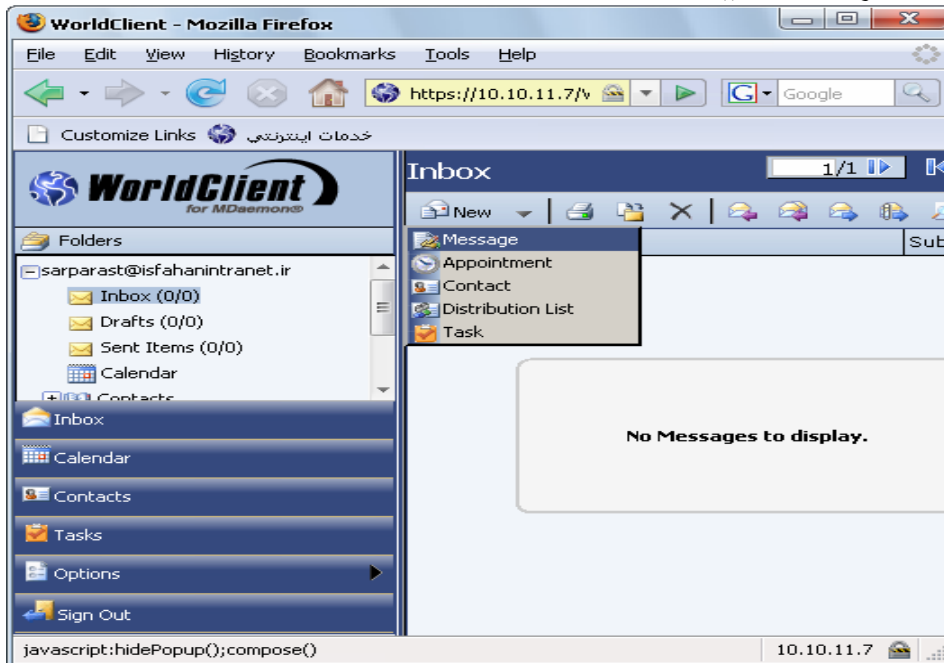 WorldClient - Mozilla Firefox
File Edit View History Bookmarks Tools Help
https://10.10.11.7/v Google
Customize Links خدمات اینترنتی
WorldClient
for MDaemon®
Inbox 1/1
New
Folders
Message
Appointment
Contact
Distribution List
Task
Sub
sarparast@isfahanintranet.ir
Inbox (0/0)
Drafts (0/0)
Sent Items (0/0)
Calendar
Contacts
Inbox
Calendar
Contacts
Tasks
Options
Sign Out
No Messages to display.
javascript:hidePopup();compose() 10.10.11.7